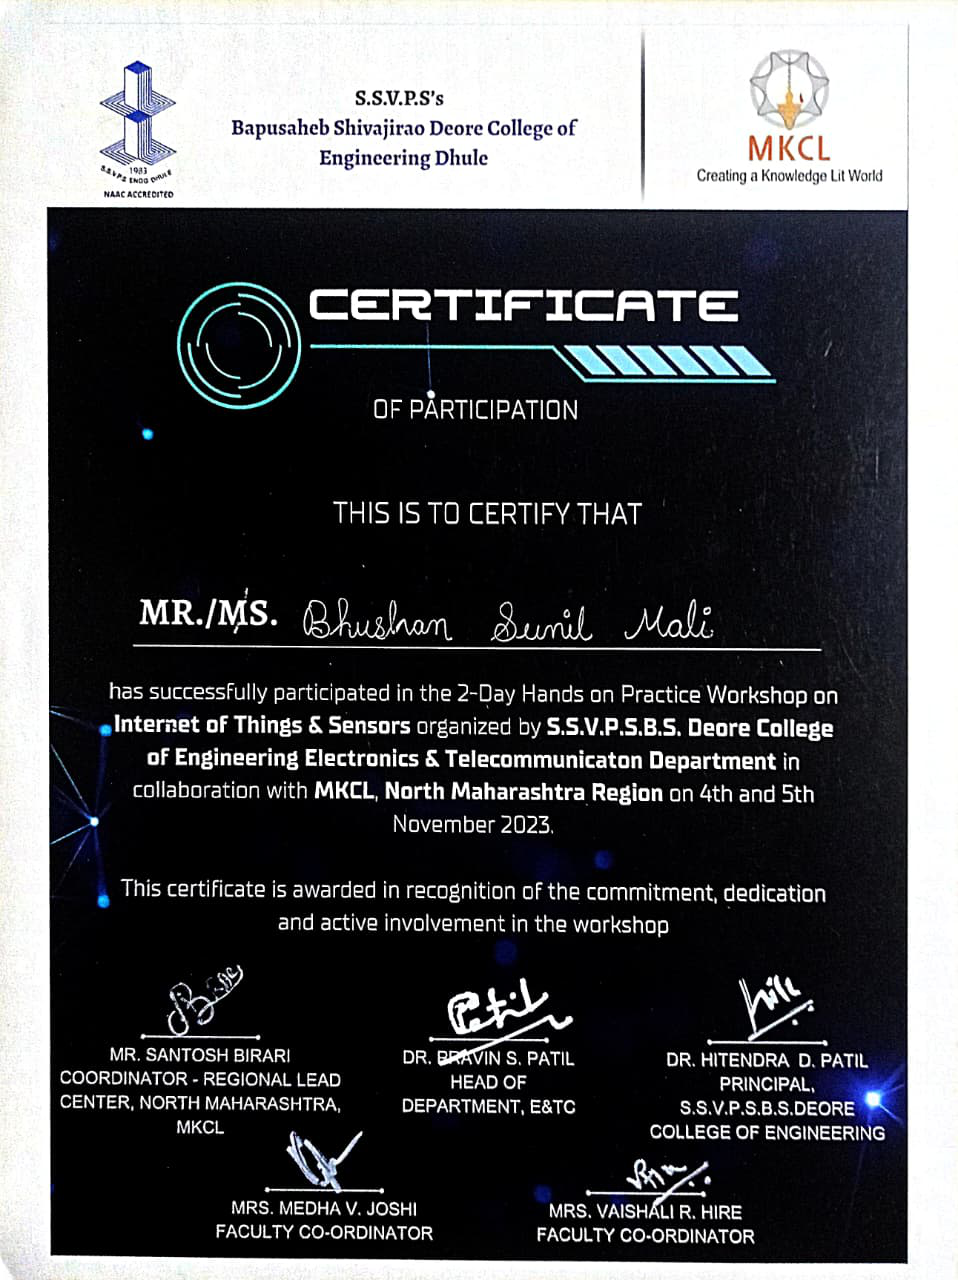 S.S.V.P.S's
Bapusaheb Shivajirao Deore College of
Engineering Dhule
1983
S.S.V.P.S ENGG DHULE
NAAC ACCREDITED
MKCL
Creating a Knowledge Lit World
CERTIFICATE
OF PARTICIPATION
THIS IS TO CERTIFY THAT
MR./MS. Bhushan Sunil Mali
has successfully participated in the 2-Day Hands on Practice Workshop on
Internet of Things & Sensors organized by S.S.V.P.S.B.S. Deore College
of Engineering Electronics & Telecommunicaton Department in
collaboration with MKCL, North Maharashtra Region on 4th and 5th
November 2023.
This certificate is awarded in recognition of the commitment, dedication
and active involvement in the workshop
Patil
MR. SANTOSH BIRARI
COORDINATOR - REGIONAL LEAD
CENTER, NORTH MAHARASHTRA,
MKCL
DR. BRAVIN S. PATIL
HEAD OF
DEPARTMENT, E&TC
DR. HITENDRA D. PATIL
PRINCIPAL,
S.S.V.P.S.B.S.DEORE
COLLEGE OF ENGINEERING
MRS. MEDHA V. JOSHI
FACULTY CO-ORDINATOR
MRS. VAISHALI R. HIRE
FACULTY CO-ORDINATOR